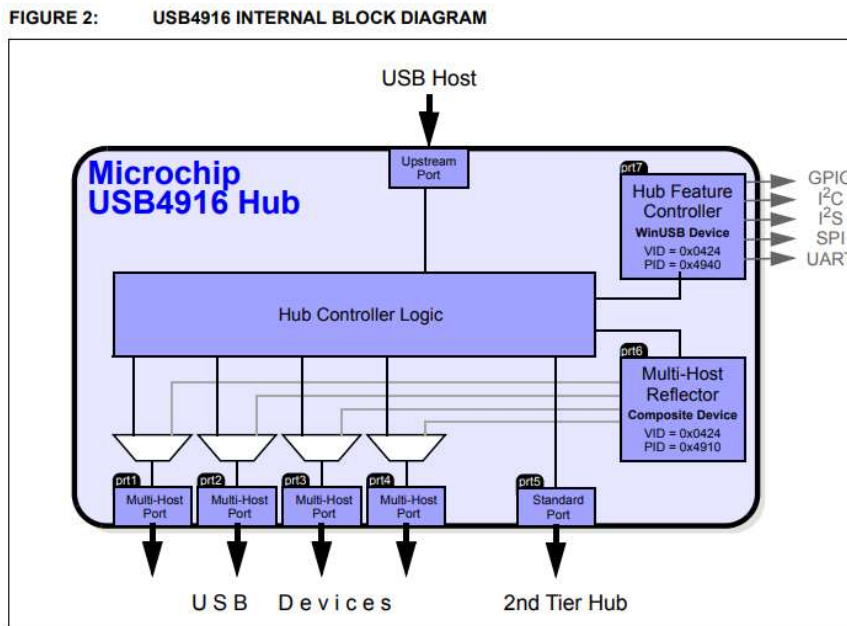 FIGURE 2: USB4916 INTERNAL BLOCK DIAGRAM
USB Host
Upstream
Port
Microchip
USB4916 Hub
prt7
Hub Feature
Controller
WinUSB Device
VID = 0x0424
PID = 0x4940
GPIO
I²C
I²S
SPI
UART
Hub Controller Logic
prt6
Multi-Host
Reflector
Composite Device
VID = 0x0424
PID = 0x4910
prt1
Multi-Host
Port
prt2
Multi-Host
Port
prt3
Multi-Host
Port
prt4
Multi-Host
Port
prt5
Standard
Port
USB Devices
2nd Tier Hub